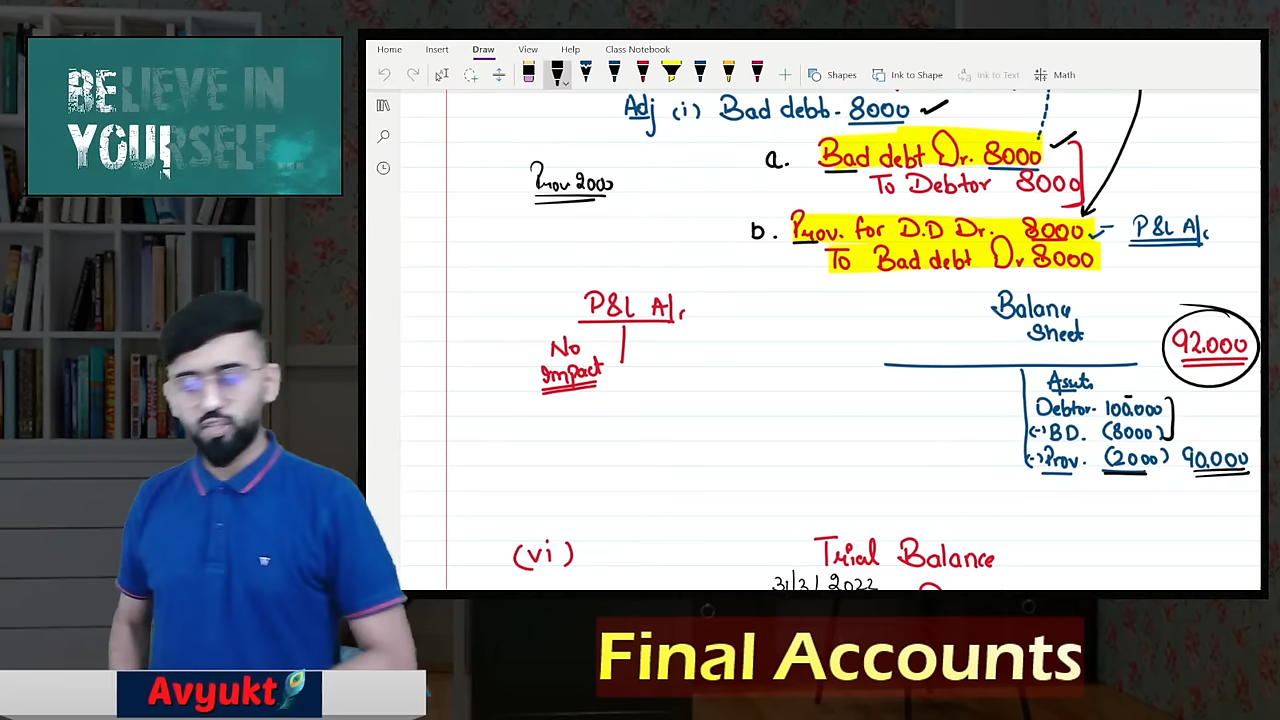 BELIEVE IN
YOURSELF...
Home Insert Draw View Help Class Notebook
Shapes Ink to Shape Ink to Text Math
Adj (i) Bad debt - 8000
a. Bad debt Dr. 8000
To Debtor 8000
Prov 2000
b. Prov. for D.D Dr. 8000 - P&L A/c
To Bad debt Dr 8000
P&L A/c
No
Impact
Balance
Sheet
92.000
Asset
Debtor - 100,000
(-) BD. (8000)
(-) Prov. (2000) 90.000
(vi) Trial Balance
31/3/2022
Final Accounts
Avyukt